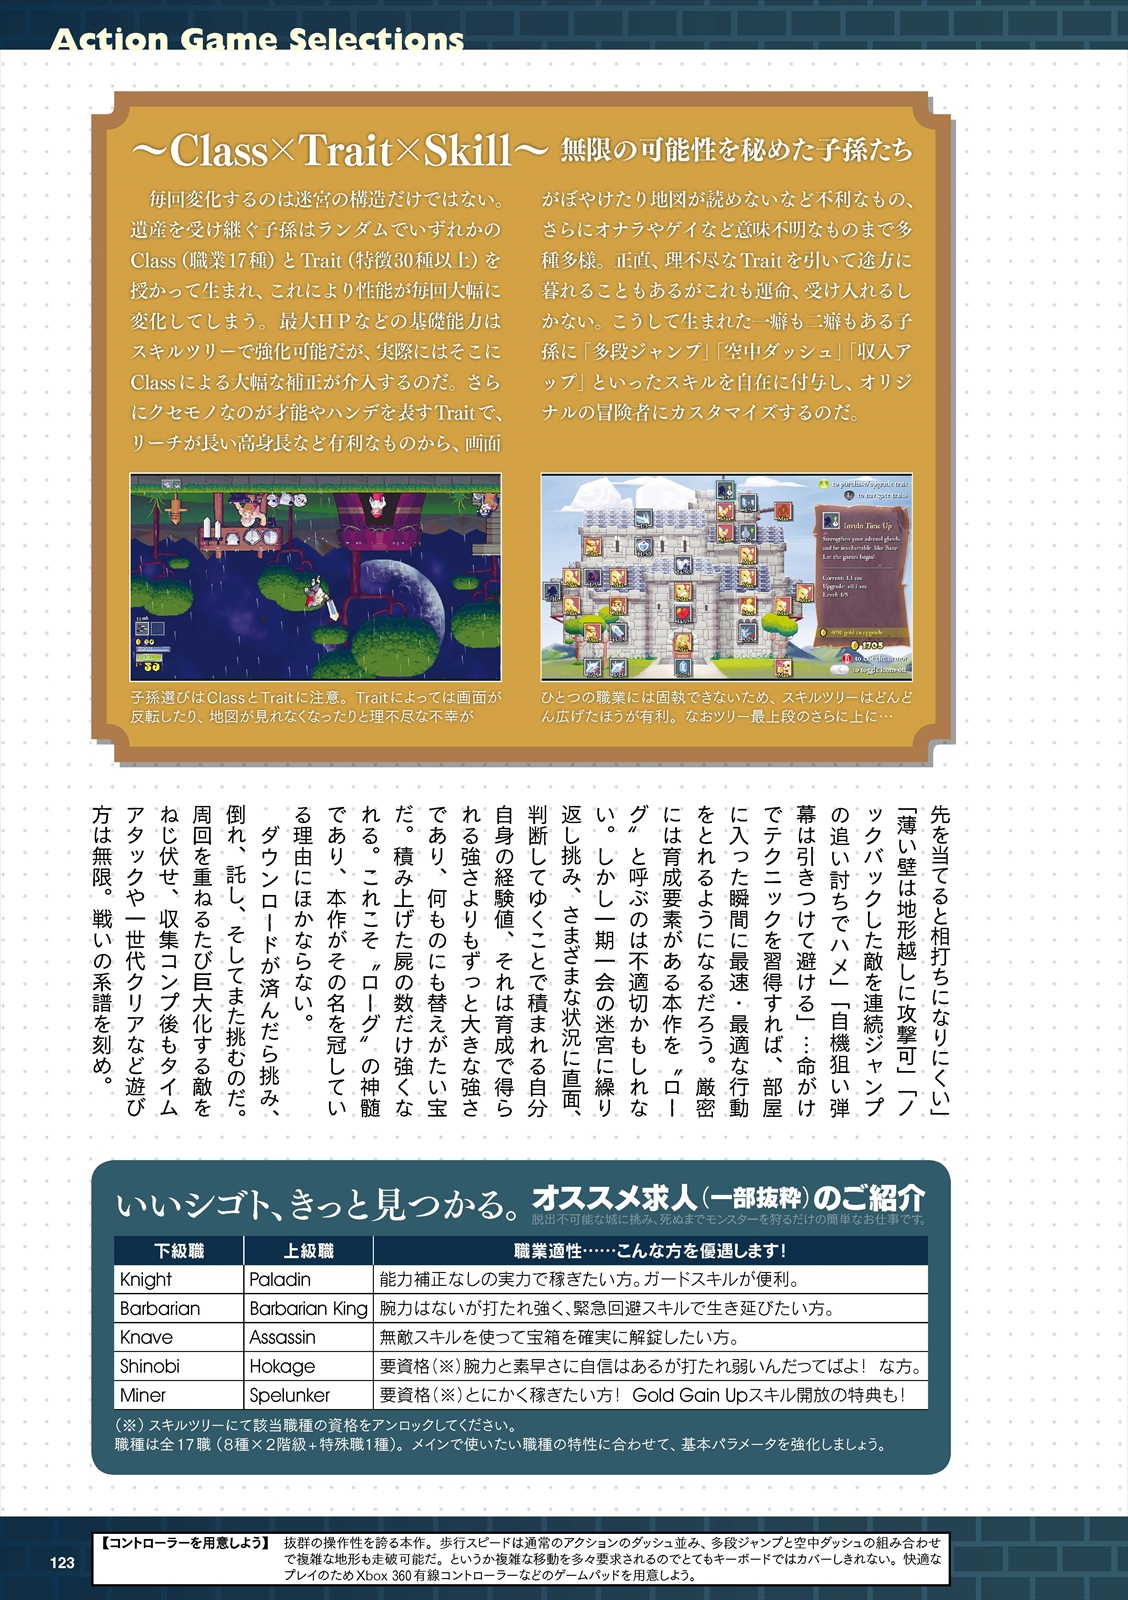 Action Game Selections
～Class×Trait×Skill～ 無限の可能性を秘めた子孫たち
毎回変化するのは迷宮の構造だけではない。
遺産を受け継ぐ子孫はランダムでいずれかの
Class（職業17種）とTrait（特徴30種以上）を
授かって生まれ、これにより性能が毎回大幅に
変化してしまう。最大ＨＰなどの基礎能力は
スキルツリーで強化可能だが、実際にはそこに
Classによる大幅な補正が介入するのだ。さら
にクセモノなのが才能やハンデを表すTraitで、
リーチが長い高身長など有利なものから、画面
がぼやけたり地図が読めないなど不利なもの、
さらにオナラやゲイなど意味不明なものまで多
種多様。正直、理不尽なTraitを引いて途方に
暮れることもあるがこれも運命、受け入れるし
かない。こうして生まれた一癖も二癖もある子
孫に「多段ジャンプ」「空中ダッシュ」「収入ア
ップ」といったスキルを自在に付与し、オリジ
ナルの冒険者にカスタマイズするのだ。
to purchase/upgrade trait
to navigate traits
Invuln Time Up
Strengthen your adrenal glands
and be invulnerable like Bane.
Let the games begin!
Current: 1.1 sec
Upgrade: +0.1 sec
Level: 1/5
1705
to toggle icons off
子孫選びはClassとTraitに注意。Traitによっては画面が
反転したり、地図が見れなくなったりと理不尽な不幸が
ひとつの職業には固執できないため、スキルツリーはどんど
ん広げたほうが有利。なおツリー最上段のさらに上に…
先を当てると相打ちになりにくい」
「薄い壁は地形越しに攻撃可」「ノ
ックバックした敵を連続ジャンプ
の追い討ちでハメ」「自機狙い弾
幕は引きつけて避ける」…命がけ
でテクニックを習得すれば、部屋
に入った瞬間に最速・最適な行動
をとれるようになるだろう。厳密
には育成要素がある本作を〝ロー
グ〟と呼ぶのは不適切かもしれな
い。しかし一期一会の迷宮に繰り
返し挑み、さまざまな状況に直面、
判断してゆくことで積まれる自分
自身の経験値、それは育成で得ら
れる強さよりもずっと大きな強さ
であり、何ものにも替えがたい宝
だ。積み上げた屍の数だけ強くな
れる。これこそ〝ローグ〟の神髄
であり、本作がその名を冠してい
る理由にほかならない。
ダウンロードが済んだら挑み、
倒れ、託し、そしてまた挑むのだ。
周回を重ねるたび巨大化する敵を
ねじ伏せ、収集コンプ後もタイム
アタックや一世代クリアなど遊び
方は無限。戦いの系譜を刻め。
いいシゴト、きっと見つかる。 オススメ求人（一部抜粋）のご紹介
脱出不可能な城に挑み、死ぬまでモンスターを狩るだけの簡単なお仕事です。
下級職 上級職 職業適性……こんな方を優遇します！
Knight Paladin 能力補正なしの実力で稼ぎたい方。ガードスキルが便利。
Barbarian Barbarian King 腕力はないが打たれ強く、緊急回避スキルで生き延びたい方。
Knave Assassin 無敵スキルを使って宝箱を確実に解錠したい方。
Shinobi Hokage 要資格（※）腕力と素早さに自信はあるが打たれ弱いんだってばよ！ な方。
Miner Spelunker 要資格（※）とにかく稼ぎたい方！ Gold Gain Upスキル開放の特典も！
（※）スキルツリーにて該当職種の資格をアンロックしてください。
職種は全17職（8種×2階級＋特殊職1種）。メインで使いたい職種の特性に合わせて、基本パラメータを強化しましょう。
【コントローラーを用意しよう】 抜群の操作性を誇る本作。歩行スピードは通常のアクションのダッシュ並み、多段ジャンプと空中ダッシュの組み合わせ
で複雑な地形も走破可能だ。というか複雑な移動を多々要求されるのでとてもキーボードではカバーしきれない。快適な
プレイのためXbox 360有線コントローラーなどのゲームパッドを用意しよう。
123